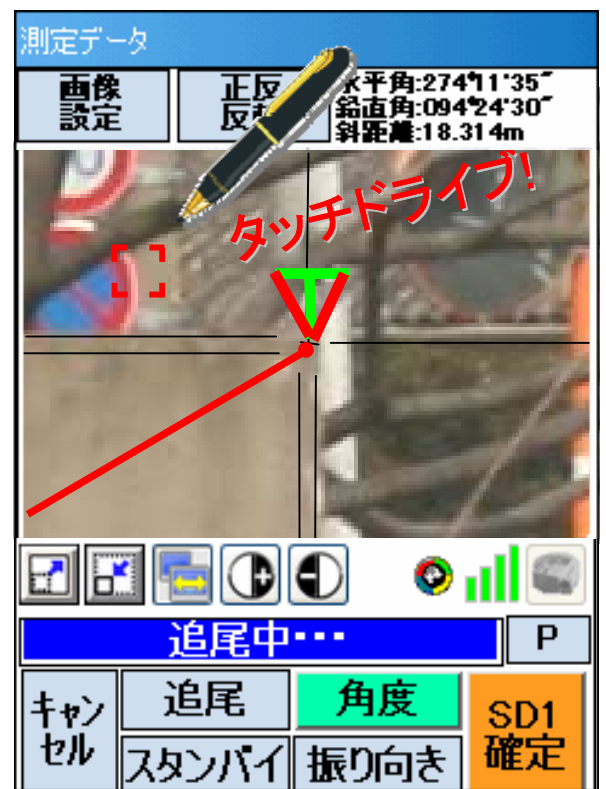 測定データ
画像
設定
正反
水平角:274°11'35"
鉛直角:094°24'30"
斜距離:18.314m
タッチドライブ!
追尾中・・・
P
キャン
セル
追尾
角度
SD1
確定
スタンバイ
振り向き